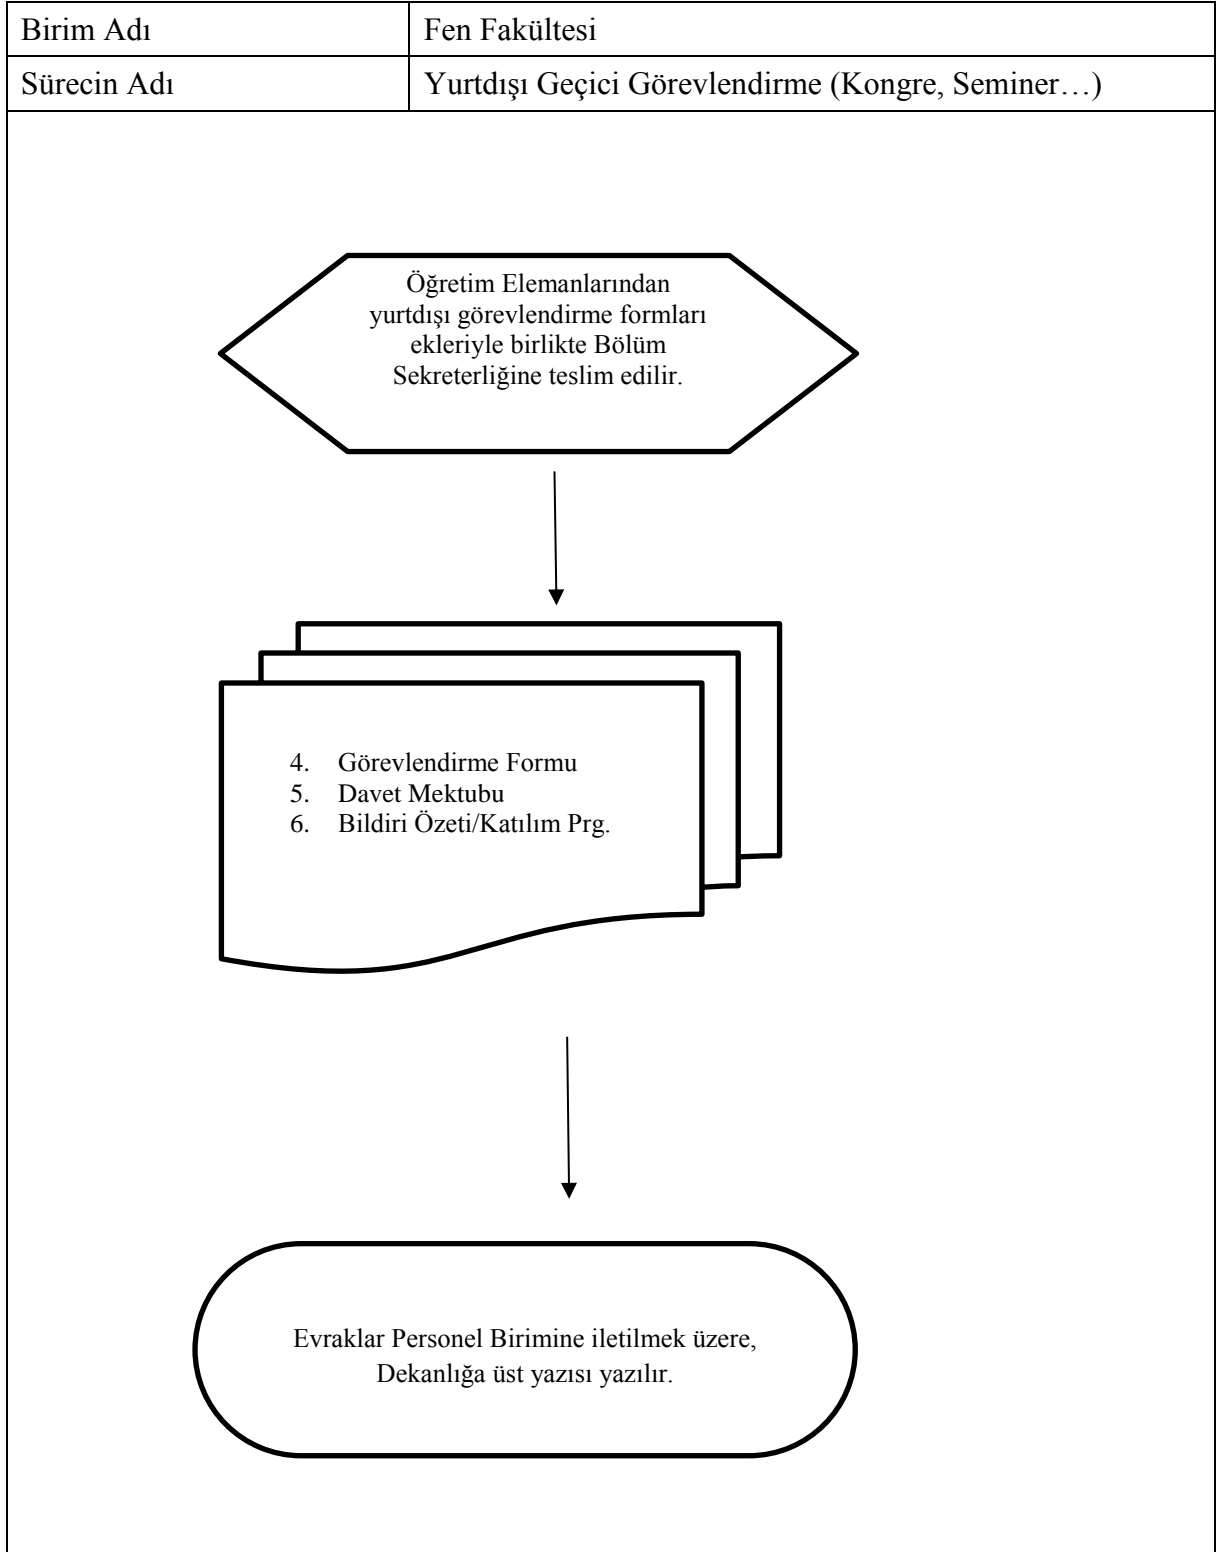 Birim Adı
Fen Fakültesi
Sürecin Adı
Yurtdışı Geçici Görevlendirme (Kongre, Seminer…)
Öğretim Elemanlarından
yurtdışı görevlendirme formları
ekleriyle birlikte Bölüm
Sekreterliğine teslim edilir.
4. Görevlendirme Formu
5. Davet Mektubu
6. Bildiri Özeti/Katılım Prg.
Evraklar Personel Birimine iletilmek üzere,
Dekanlığa üst yazısı yazılır.